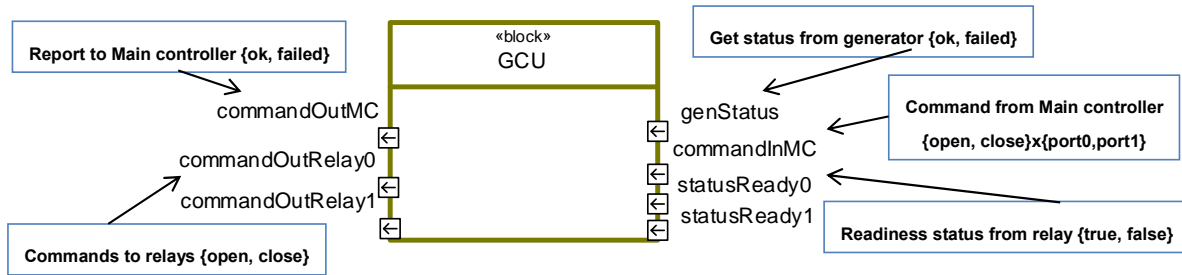 «block»
GCU
Report to Main controller {ok, failed}
commandOutMC
commandOutRelay0
commandOutRelay1
Commands to relays {open, close}
Get status from generator {ok, failed}
genStatus
Command from Main controller
{open, close}x{port0,port1}
commandInMC
statusReady0
statusReady1
Readiness status from relay {true, false}